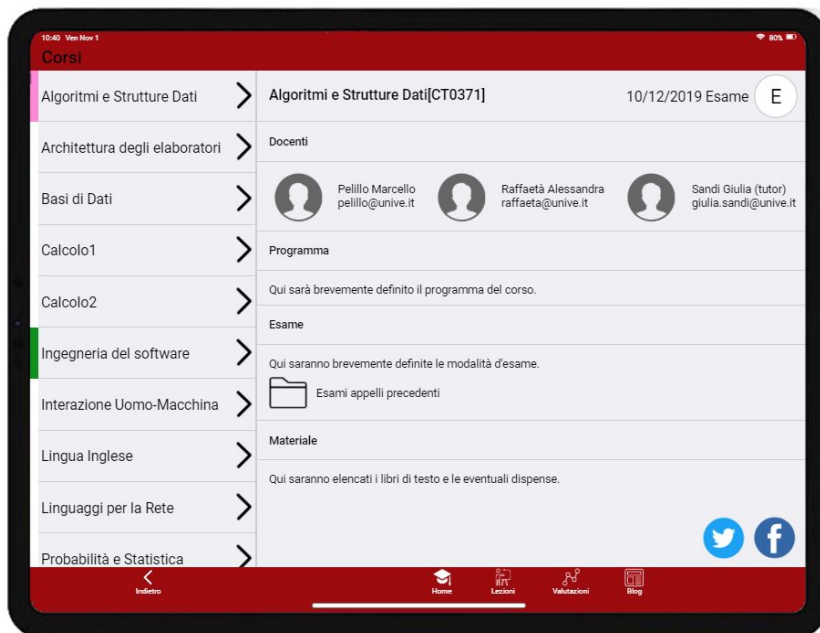 10:40 Ven Nov 1
80%
Corsi
Algoritmi e Strutture Dati
Architettura degli elaboratori
Basi di Dati
Calcolo1
Calcolo2
Ingegneria del software
Interazione Uomo-Macchina
Lingua Inglese
Linguaggi per la Rete
Probabilità e Statistica
Algoritmi e Strutture Dati[CT0371]
10/12/2019 Esame
E
Docenti
Pelillo Marcello
pelillo@unive.it
Raffaetà Alessandra
raffaeta@unive.it
Sandi Giulia (tutor)
giulia.sandi@unive.it
Programma
Qui sarà brevemente definito il programma del corso.
Esame
Qui saranno brevemente definite le modalità d'esame.
Esami appelli precedenti
Materiale
Qui saranno elencati i libri di testo e le eventuali dispense.
Indietro
Home
Lezioni
Valutazioni
Blog